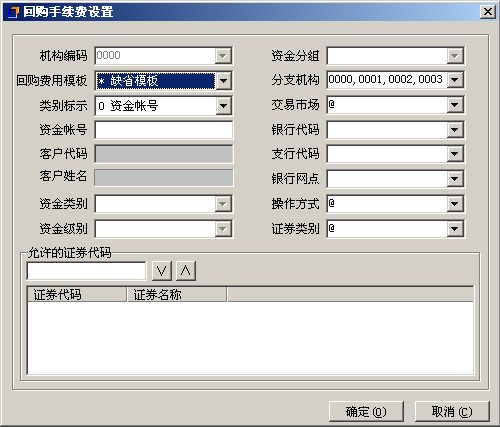 回购手续费设置
机构编码 0000 资金分组
回购费用模板 * 缺省模板 分支机构 0000,0001,0002,0003
类别标示 0 资金帐号 交易市场 @
资金帐号 银行代码
客户代码 支行代码
客户姓名 银行网点
资金类别 操作方式 @
资金级别 证券类别 @
允许的证券代码
∨ ∧
证券代码 证券名称
确定(O) 取消(C)